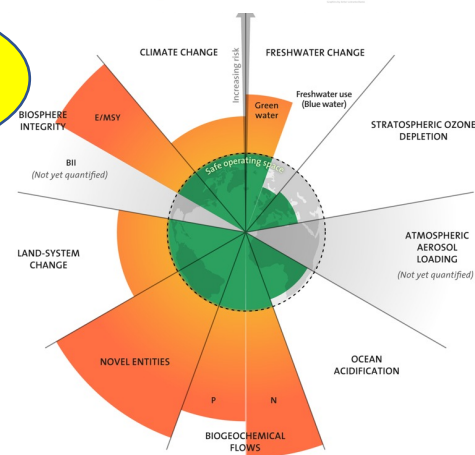 CLIMATE CHANGE
FRESHWATER CHANGE
Increasing risk
Green
water
Freshwater use
(Blue water)
STRATOSPHERIC OZONE
DEPLETION
BIOSPHERE
INTEGRITY
E/MSY
BII
(Not yet quantified)
Safe operating space
ATMOSPHERIC
AEROSOL
LOADING
(Not yet quantified)
LAND-SYSTEM
CHANGE
OCEAN
ACIDIFICATION
NOVEL ENTITIES
P
N
BIOGEOCHEMICAL
FLOWS